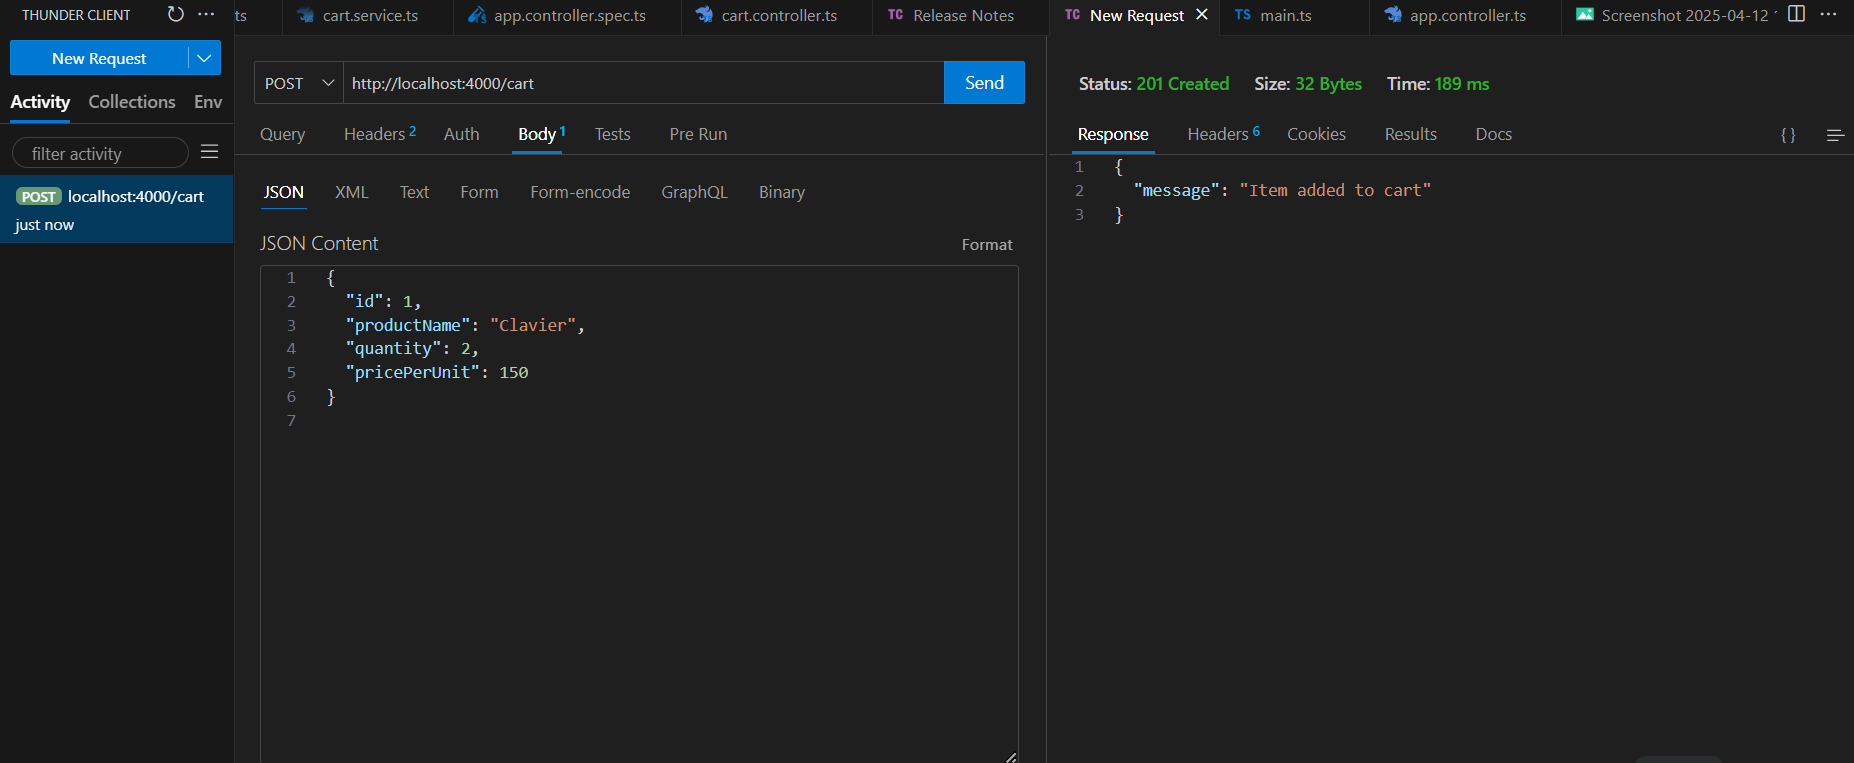 THUNDER CLIENT
New Request
Activity Collections Env
filter activity
POST localhost:4000/cart
just now
ts cart.service.ts app.controller.spec.ts cart.controller.ts TC Release Notes TC New Request TS main.ts app.controller.ts Screenshot 2025-04-12
POST http://localhost:4000/cart Send
Query Headers 2 Auth Body 1 Tests Pre Run
JSON XML Text Form Form-encode GraphQL Binary
JSON Content Format
1 {
2 "id": 1,
3 "productName": "Clavier",
4 "quantity": 2,
5 "pricePerUnit": 150
6 }
7
Status: 201 Created Size: 32 Bytes Time: 189 ms
Response Headers 6 Cookies Results Docs {}
1 {
2 "message": "Item added to cart"
3 }